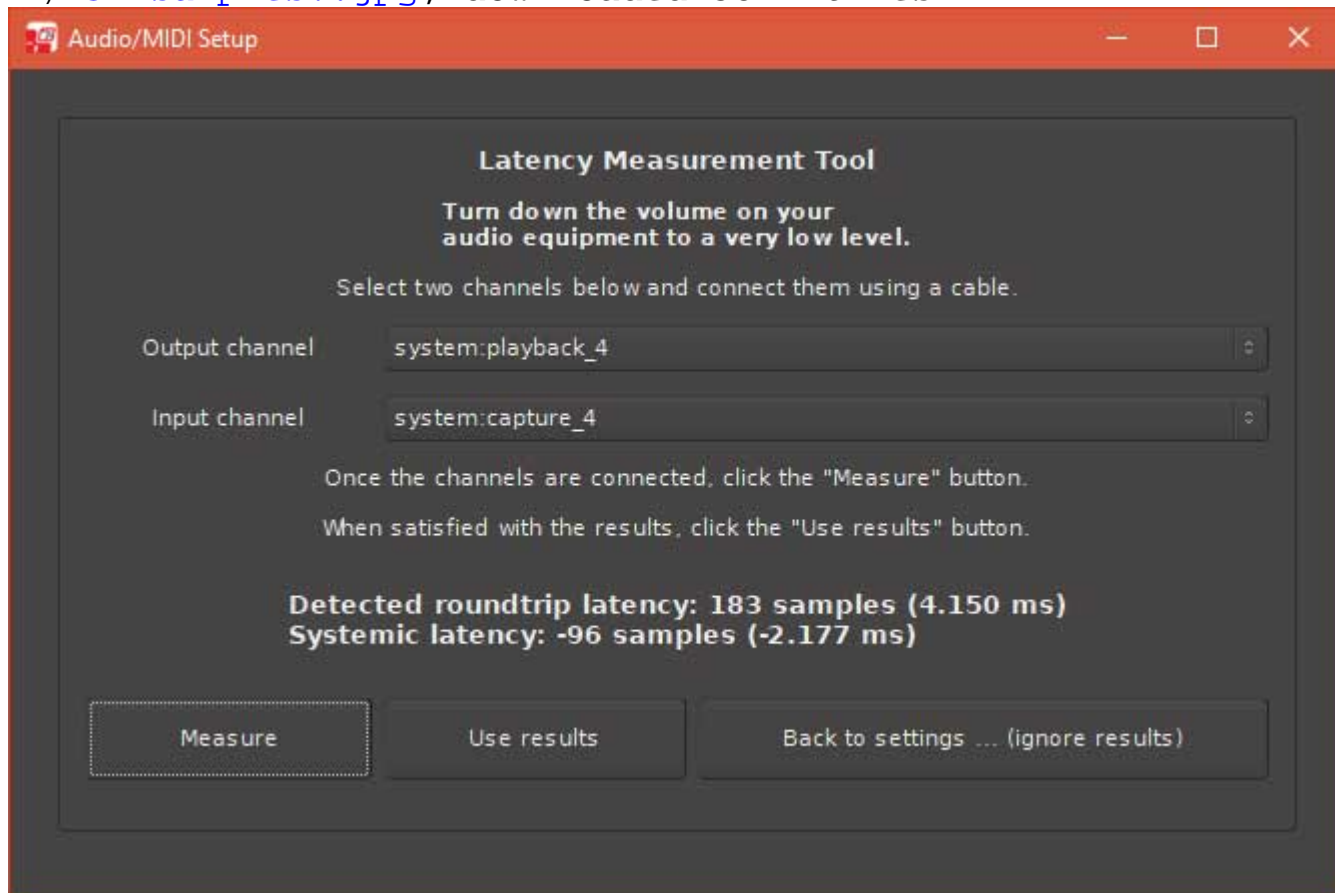 Audio/MIDI Setup
Latency Measurement Tool
Turn down the volume on your
audio equipment to a very low level.
Select two channels below and connect them using a cable.
Output channel system:playback_4
Input channel system:capture_4
Once the channels are connected, click the "Measure" button.
When satisfied with the results, click the "Use results" button.
Detected roundtrip latency: 183 samples (4.150 ms)
Systemic latency: -96 samples (-2.177 ms)
Measure Use results Back to settings ... (ignore results)